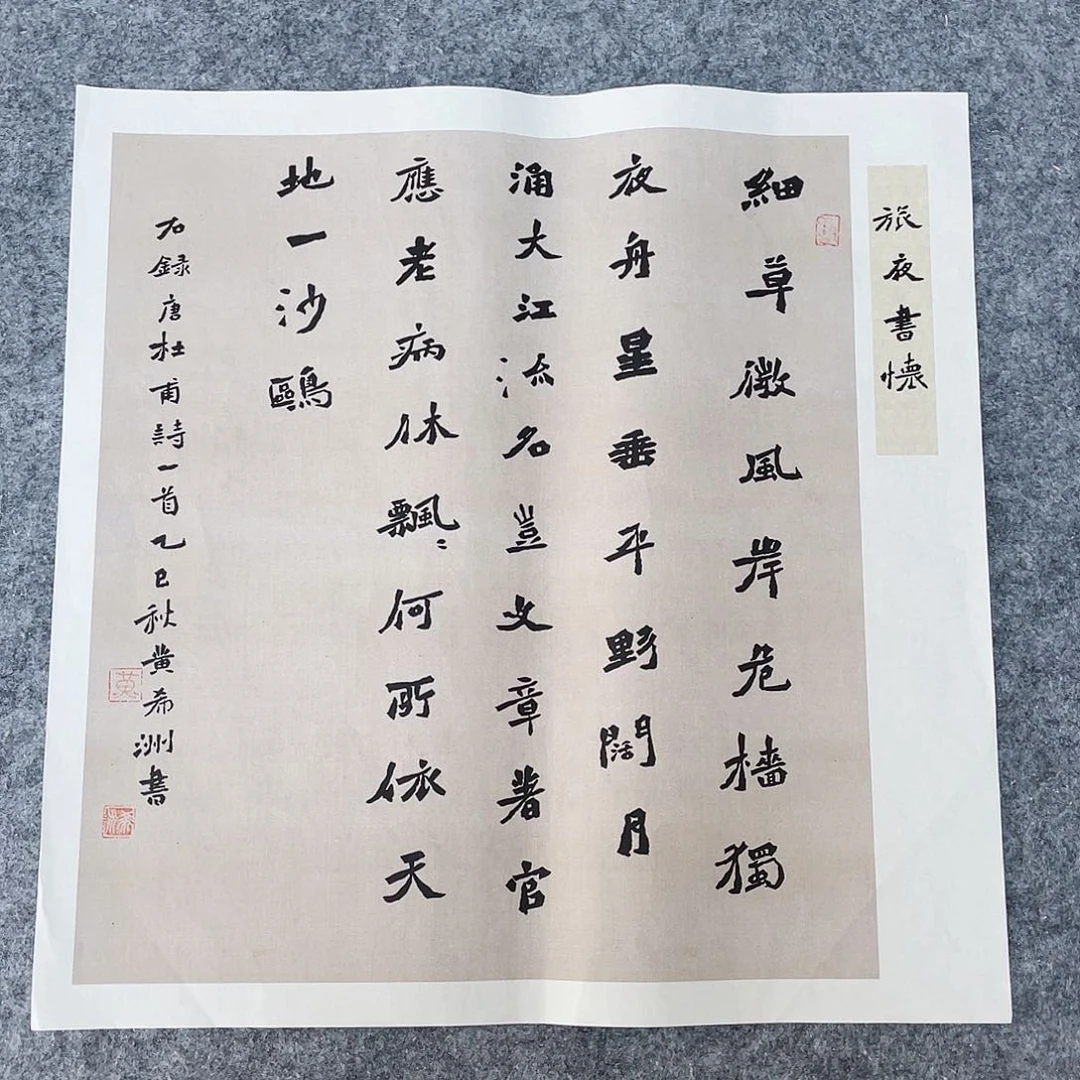 旅夜書懷
細草微風岸危檣獨
夜舟星垂平野闊月
涌大江流名豈文章著官
應老病休飄〻何所依天
地一沙鷗
右録唐杜甫詩一首乙巳秋黄希洲書
黄